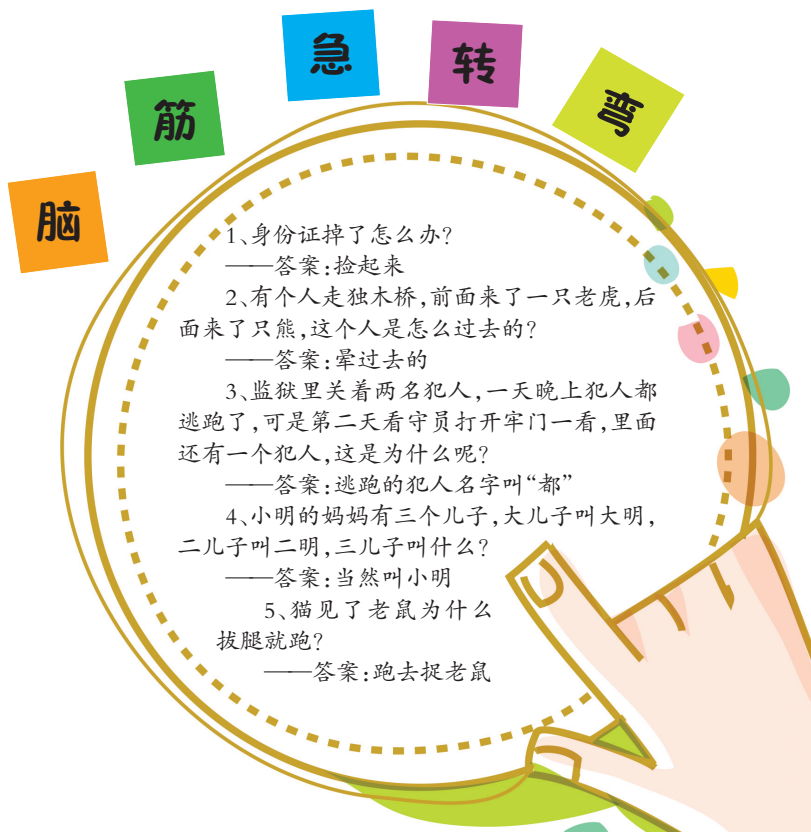 脑筋急转弯
1、身份证掉了怎么办?
——答案:捡起来
2、有个人走独木桥,前面来了一只老虎,后
面来了只熊,这个人是怎么过去的?
——答案:晕过去的
3、监狱里关着两名犯人,一天晚上犯人都
逃跑了,可是第二天看守员打开牢门一看,里面
还有一个犯人,这是为什么呢?
——答案:逃跑的犯人名字叫“都”
4、小明的妈妈有三个儿子,大儿子叫大明,
二儿子叫二明,三儿子叫什么?
——答案:当然叫小明
5、猫见了老鼠为什么
拔腿就跑?
——答案:跑去捉老鼠